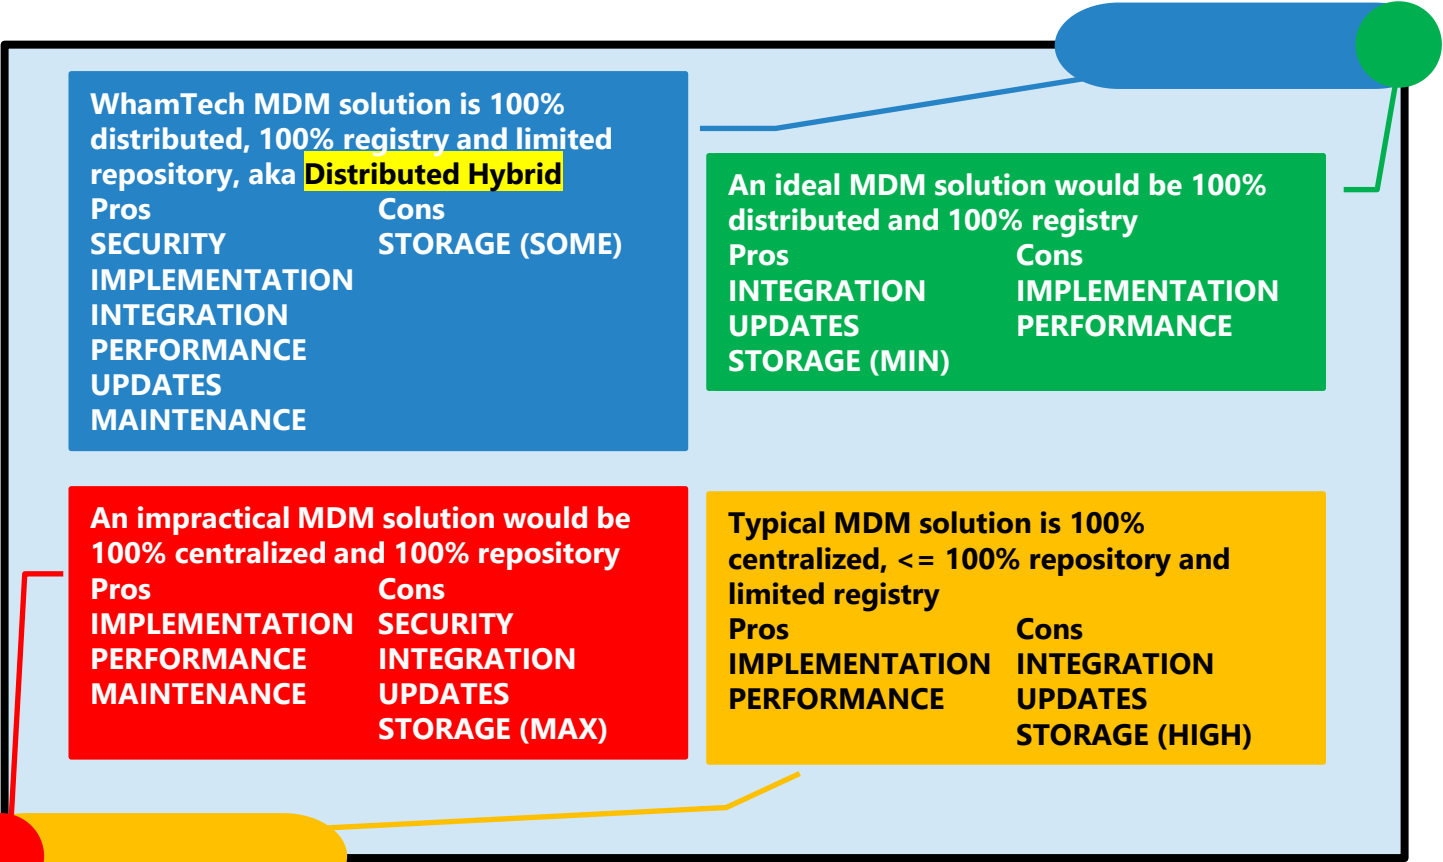 WhamTech MDM solution is 100%
distributed, 100% registry and limited
repository, aka Distributed Hybrid
Pros Cons
SECURITY STORAGE (SOME)
IMPLEMENTATION
INTEGRATION
PERFORMANCE
UPDATES
MAINTENANCE
An ideal MDM solution would be 100%
distributed and 100% registry
Pros Cons
INTEGRATION IMPLEMENTATION
UPDATES PERFORMANCE
STORAGE (MIN)
An impractical MDM solution would be
100% centralized and 100% repository
Pros Cons
IMPLEMENTATION SECURITY
PERFORMANCE INTEGRATION
MAINTENANCE UPDATES
STORAGE (MAX)
Typical MDM solution is 100%
centralized, <= 100% repository and
limited registry
Pros Cons
IMPLEMENTATION INTEGRATION
PERFORMANCE UPDATES
STORAGE (HIGH)